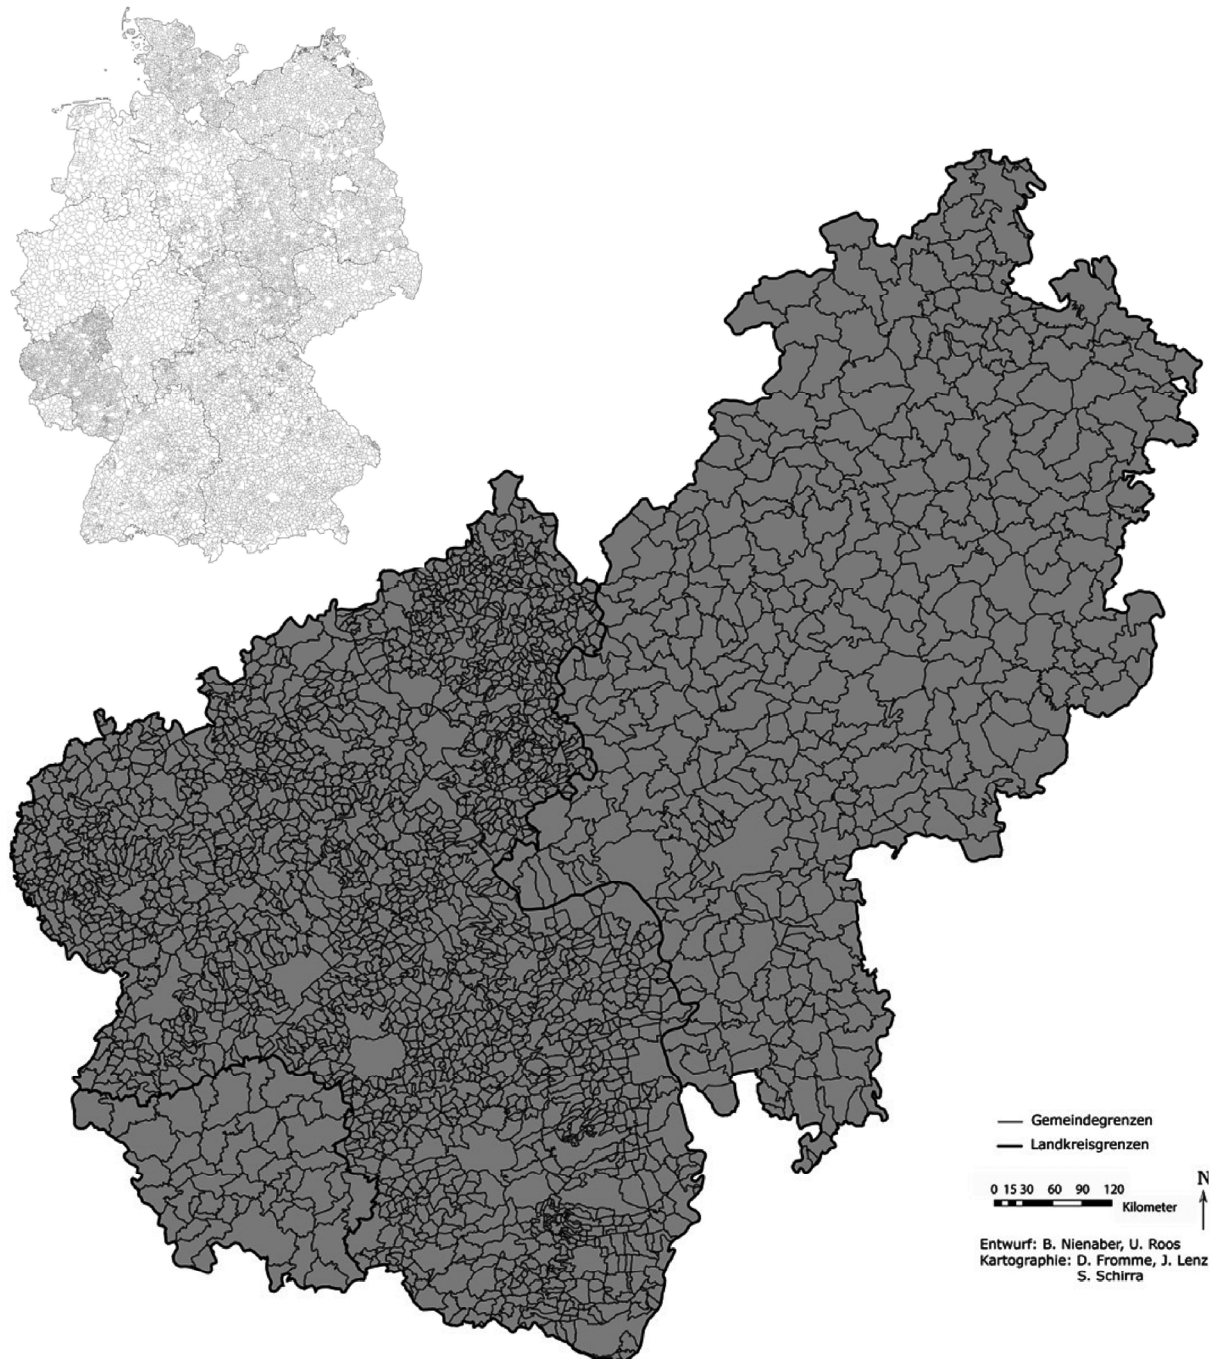 Gemeindegrenzen
Landkreisgrenzen
0 15 30 60 90 120
Kilometer
N
Entwurf: B. Nienaber, U. Roos
Kartographie: D. Fromme, J. Lenz
S. Schirra